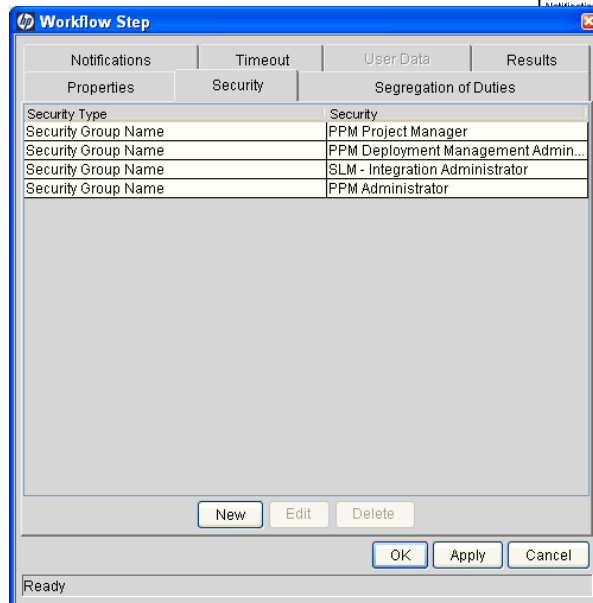 Workflow Step
Notifications Timeout User Data Results
Properties Security Segregation of Duties
Security Type Security
Security Group Name PPM Project Manager
Security Group Name PPM Deployment Management Admin...
Security Group Name SLM - Integration Administrator
Security Group Name PPM Administrator
New Edit Delete
OK Apply Cancel
Ready